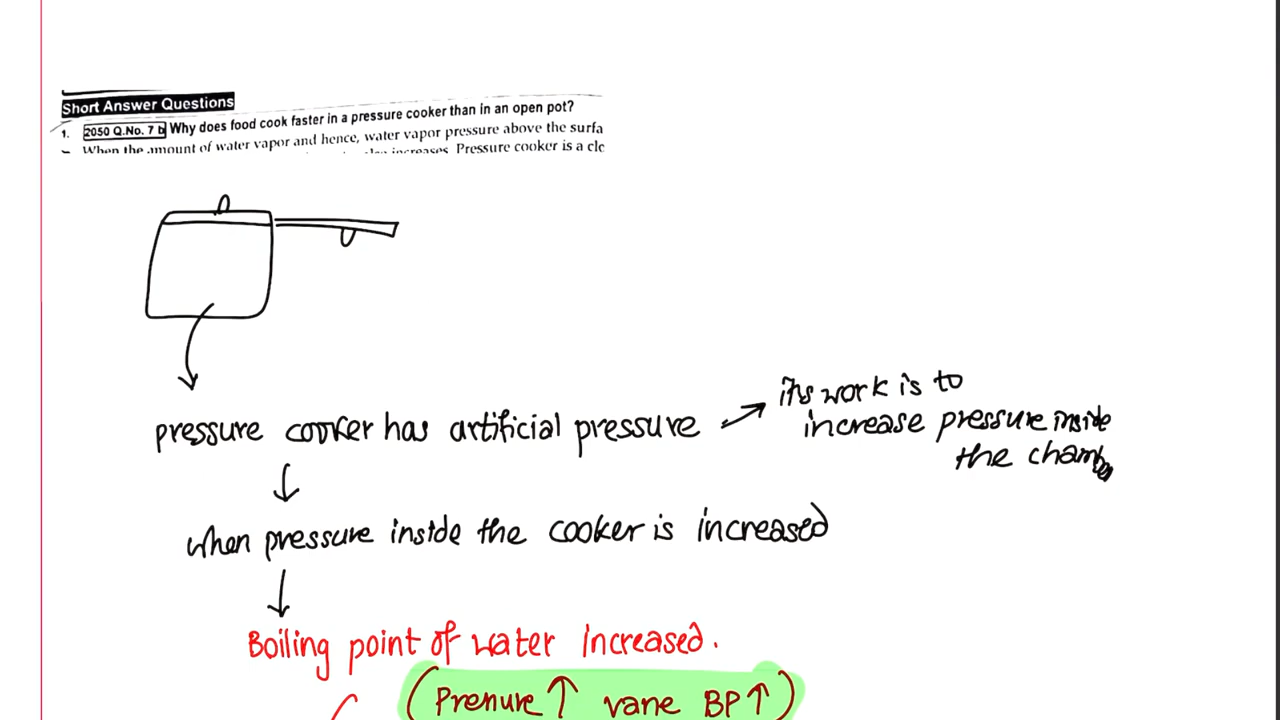 Short Answer Questions
1. 2050 Q.No. 7 b Why does food cook faster in a pressure cooker than in an open pot?
When the amount of water vapor and hence, water vapor pressure above the surfa
increases Pressure cooker is a clc
pressure cooker has artificial pressure
its work is to
increase pressure inside
the chamber
when pressure inside the cooker is increased
Boiling point of water increased.
(Prenure ↑ vane BP ↑)